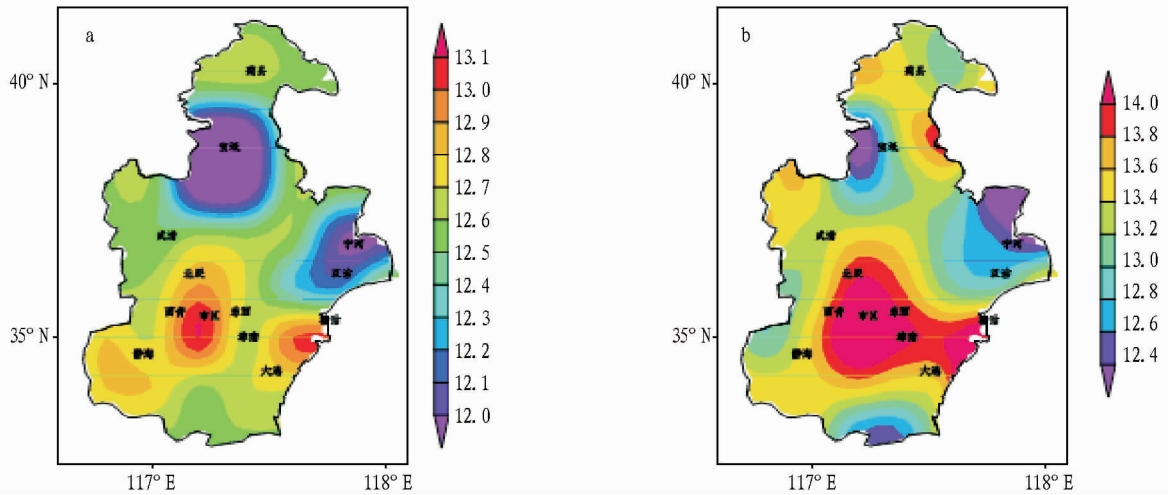 a
40° N
35° N
117° E
118° E
蓟县
宝坻
武清
宁河
汉沽
北辰
西青
市区
东丽
塘沽
津南
静海
大港
13.1
13.0
12.9
12.8
12.7
12.6
12.5
12.4
12.3
12.2
12.1
12.0
b
40° N
35° N
117° E
118° E
蓟县
宝坻
武清
宁河
汉沽
北辰
西青
市区
东丽
塘沽
津南
静海
大港
14.0
13.8
13.6
13.4
13.2
13.0
12.8
12.6
12.4